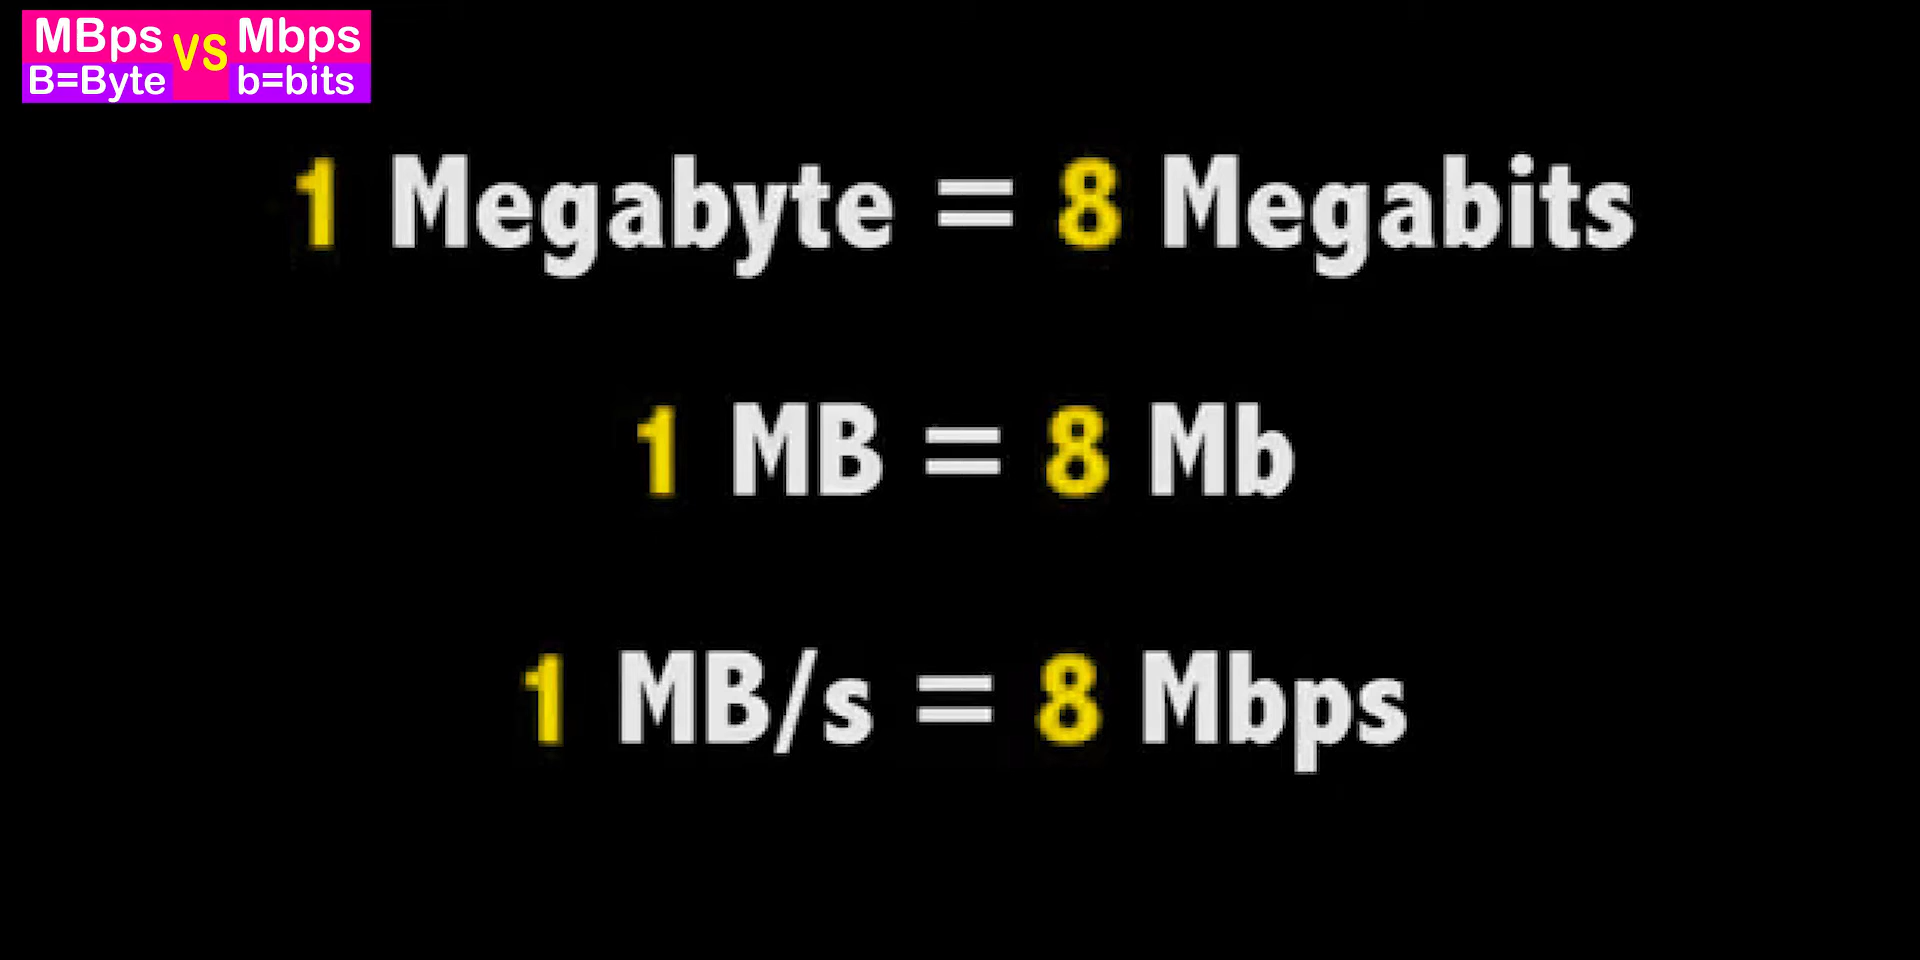 MBps VS Mbps
B=Byte b=bits
1 Megabyte = 8 Megabits
1 MB = 8 Mb
1 MB/s = 8 Mbps